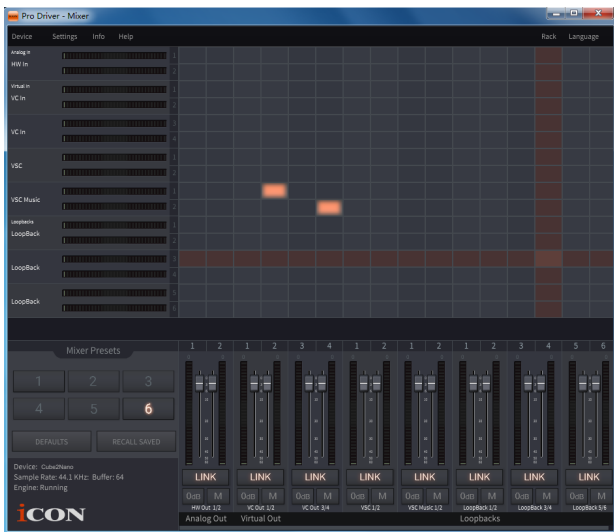 Pro Driver - Mixer
Device Settings Info Help Rack Language
Analog In
HW In
1
2
Virtual In
VC In
1
2
VC In
3
4
VSC
1
2
VSC Music
1
2
Loopbacks
LoopBack
1
2
LoopBack
3
4
LoopBack
5
6
Mixer Presets
1 2 3
4 5 6
DEFAULTS RECALL SAVED
Device: Cube2Nano
Sample Rate: 44.1 KHz: Buffer: 64
Engine: Running
iCON
1 2 1 2 3 4 1 2 1 2 1 2 3 4 5 6
LINK LINK LINK LINK LINK LINK LINK LINK
0dB M 0dB M 0dB M 0dB M 0dB M 0dB M 0dB M 0dB M
HW Out 1/2 VC Out 1/2 VC Out 3/4 VSC 1/2 VSC Music 1/2 LoopBack 1/2 LoopBack 3/4 LoopBack 5/6
Analog Out Virtual Out Loopbacks